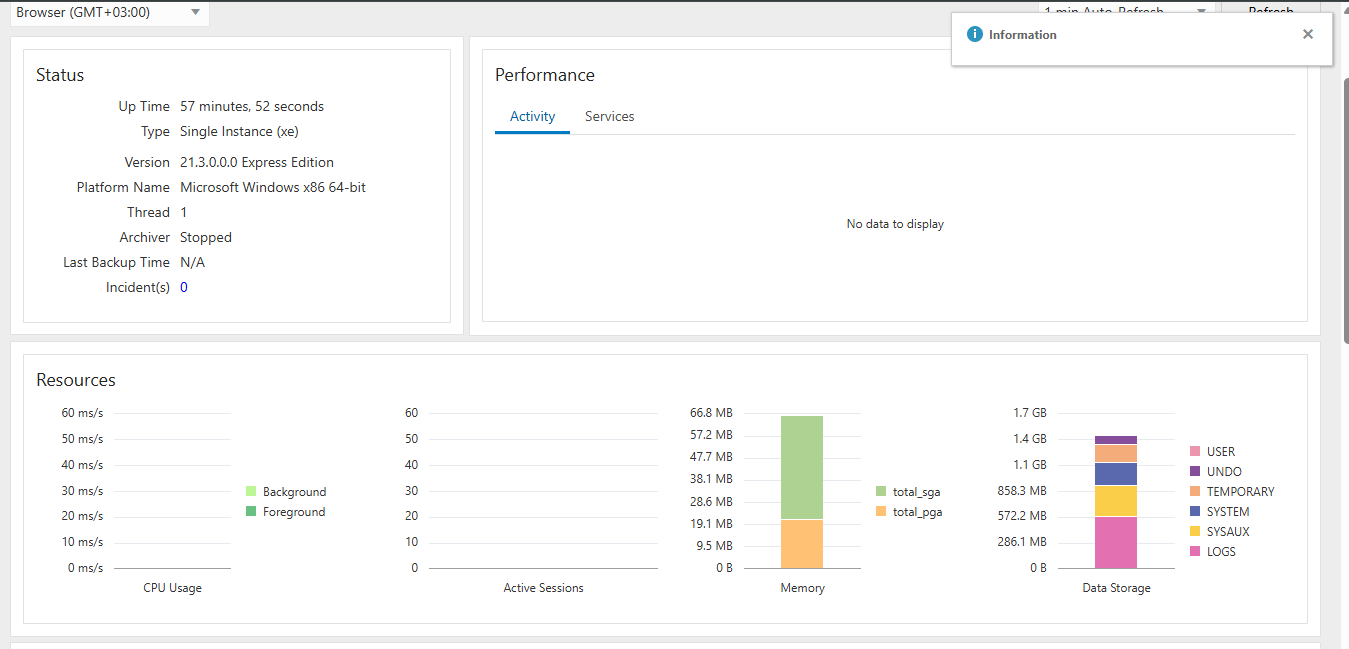 Browser (GMT+03:00)
1 min Auto-Refresh
Refresh
Information
Status
Up Time 57 minutes, 52 seconds
Type Single Instance (xe)
Version 21.3.0.0.0 Express Edition
Platform Name Microsoft Windows x86 64-bit
Thread 1
Archiver Stopped
Last Backup Time N/A
Incident(s) 0
Performance
Activity Services
No data to display
Resources
60 ms/s
50 ms/s
40 ms/s
30 ms/s
20 ms/s
10 ms/s
0 ms/s
CPU Usage
Background
Foreground
60
50
40
30
20
10
0
Active Sessions
66.8 MB
57.2 MB
47.7 MB
38.1 MB
28.6 MB
19.1 MB
9.5 MB
0 B
Memory
total_sga
total_pga
1.7 GB
1.4 GB
1.1 GB
858.3 MB
572.2 MB
286.1 MB
0 B
Data Storage
USER
UNDO
TEMPORARY
SYSTEM
SYSAUX
LOGS